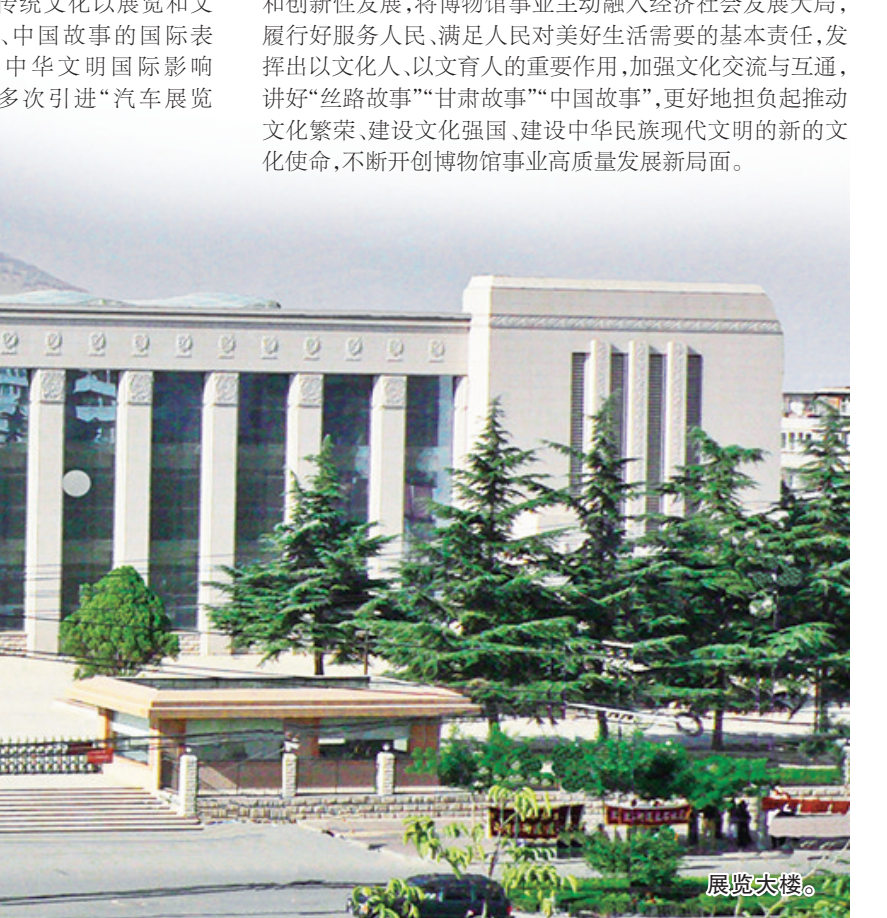 传统文化以展览和文
、中国故事的国际表
中华文明国际影响
多次引进“汽车展览
和创新性发展,将博物馆事业主动融入经济社会发展大局,
履行好服务人民、满足人民对美好生活需要的基本责任,发
挥出以文化人、以文育人的重要作用,加强文化交流与互通,
讲好“丝路故事”“甘肃故事”“中国故事”,更好地担负起推动
文化繁荣、建设文化强国、建设中华民族现代文明的新的文
化使命,不断开创博物馆事业高质量发展新局面。
展览大楼。